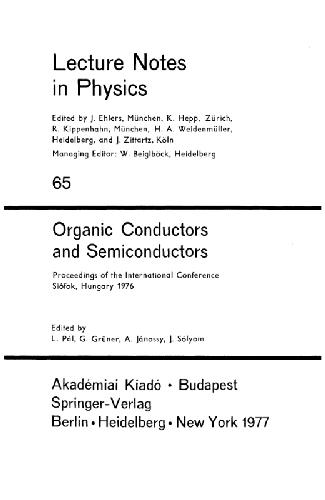 Lecture Notes
in Physics
Edited by J. Ehlers, München, K. Hepp, Zürich,
R. Kippenhahn, München, H. A. Weidenmüller,
Heidelberg, and J. Zittartz, Köln
Managing Editor: W. Beiglböck, Heidelberg
65
Organic Conductors
and Semiconductors
Proceedings of the International Conference
Siófok, Hungary 1976
Edited by
L. Pál, G. Grüner, A. Jánossy, J. Sólyom
Akadémiai Kiadó · Budapest
Springer-Verlag
Berlin · Heidelberg · New York 1977